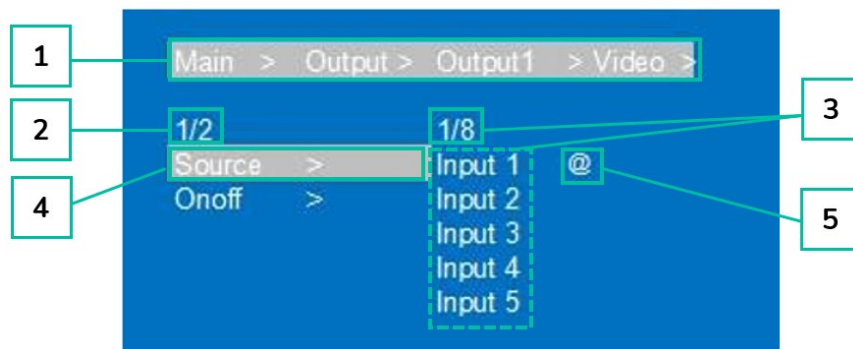 1
Main > Output > Output1 > Video >
2
1/2 1/8
3
Source > Input 1 @
4
Onoff > Input 2
5
Input 3
Input 4
Input 5